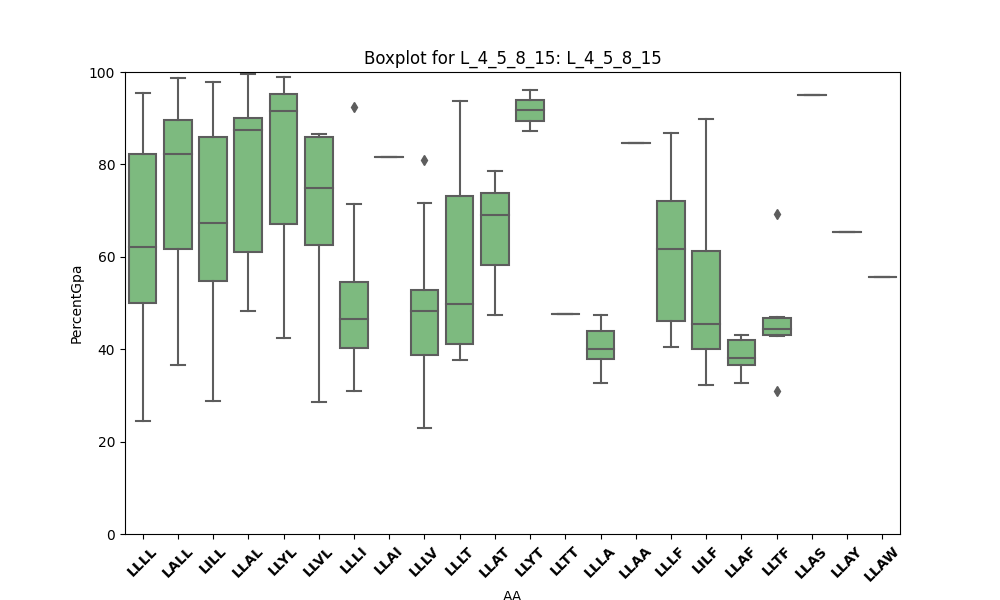 Boxplot for L_4_5_8_15: L_4_5_8_15
PercentGpa
100
80
60
40
20
0
LLLL LALL LILL LLAL LLYL LLVL LLLI LLAI LLLV LLLT LLAT LLYT LLTT LLLA LLAA LLLF LILF LLAF LLTF LLAS LLAY LLAW
AA